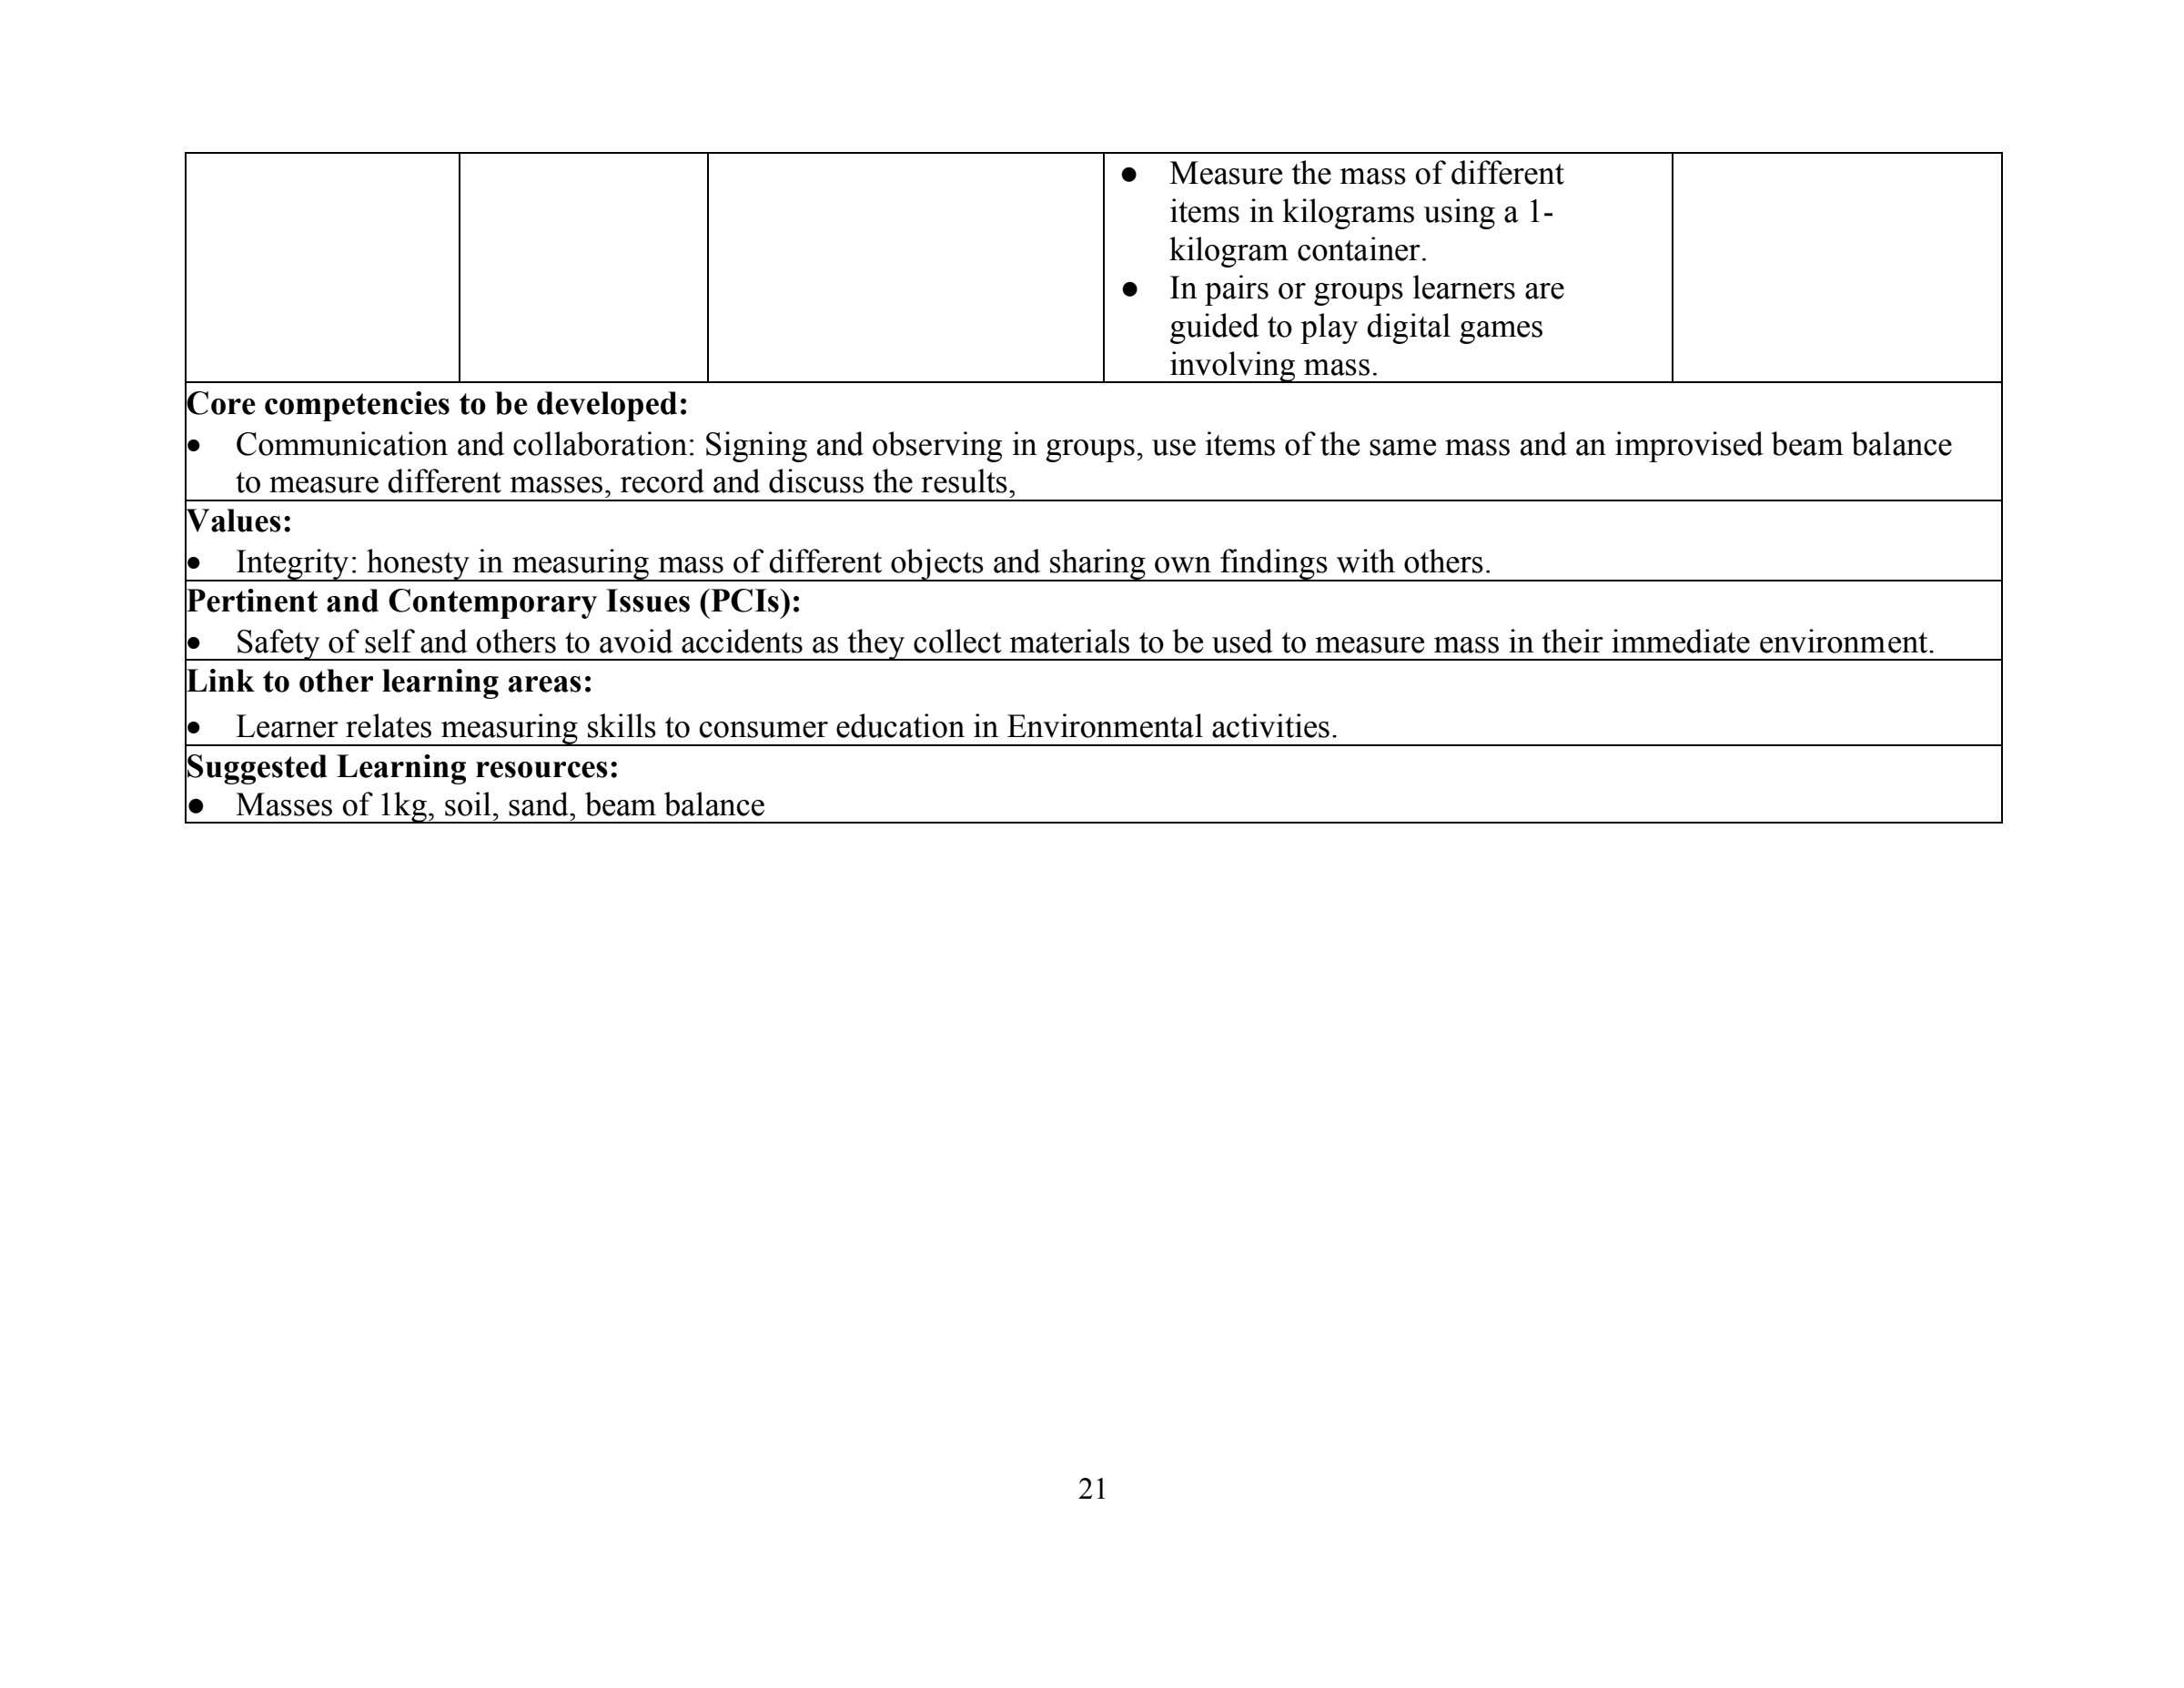 ● Measure the mass of different
items in kilograms using a 1-
kilogram container.
● In pairs or groups learners are
guided to play digital games
involving mass.
Core competencies to be developed:
● Communication and collaboration: Signing and observing in groups, use items of the same mass and an improvised beam balance
to measure different masses, record and discuss the results,
Values:
● Integrity: honesty in measuring mass of different objects and sharing own findings with others.
Pertinent and Contemporary Issues (PCIs):
● Safety of self and others to avoid accidents as they collect materials to be used to measure mass in their immediate environment.
Link to other learning areas:
● Learner relates measuring skills to consumer education in Environmental activities.
Suggested Learning resources:
● Masses of 1kg, soil, sand, beam balance
21